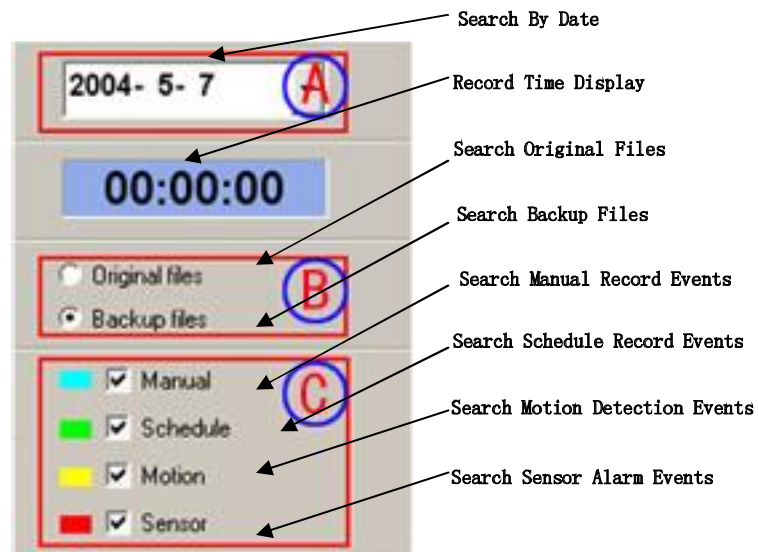 Search By Date
2004- 5- 7
A
Record Time Display
Search Original Files
00:00:00
Search Backup Files
Original files
B
Search Manual Record Events
Backup files
Search Schedule Record Events
Manual
C
Schedule
Search Motion Detection Events
Motion
Search Sensor Alarm Events
Sensor